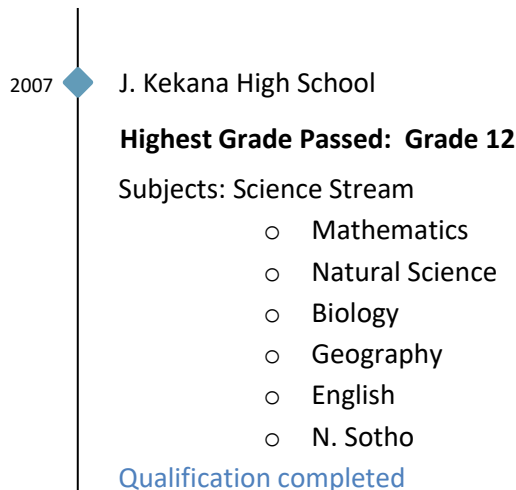 2007 J. Kekana High School
Highest Grade Passed: Grade 12
Subjects: Science Stream
o Mathematics
o Natural Science
o Biology
o Geography
o English
o N. Sotho
Qualification completed